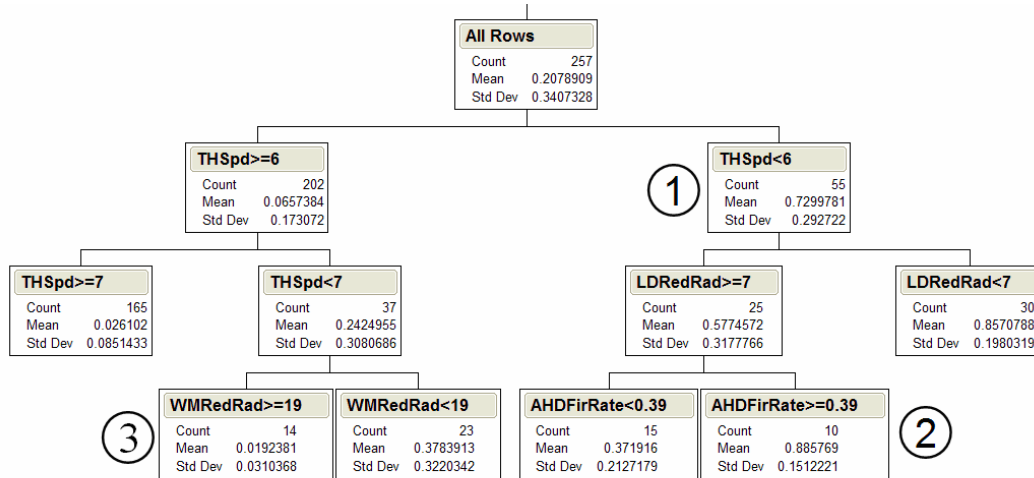 All Rows
Count 257
Mean 0.2078909
Std Dev 0.3407328
THSpd>=6
Count 202
Mean 0.0657384
Std Dev 0.173072
1
THSpd<6
Count 55
Mean 0.7299781
Std Dev 0.292722
THSpd>=7
Count 165
Mean 0.026102
Std Dev 0.0851433
THSpd<7
Count 37
Mean 0.2424955
Std Dev 0.3080686
LDRedRad>=7
Count 25
Mean 0.5774572
Std Dev 0.3177766
LDRedRad<7
Count 30
Mean 0.8570788
Std Dev 0.1980319
3
WMRedRad>=19
Count 14
Mean 0.0192381
Std Dev 0.0310368
WMRedRad<19
Count 23
Mean 0.3783913
Std Dev 0.3220342
AHDFirRate<0.39
Count 15
Mean 0.371916
Std Dev 0.2127179
AHDFirRate>=0.39
Count 10
Mean 0.885769
Std Dev 0.1512221
2